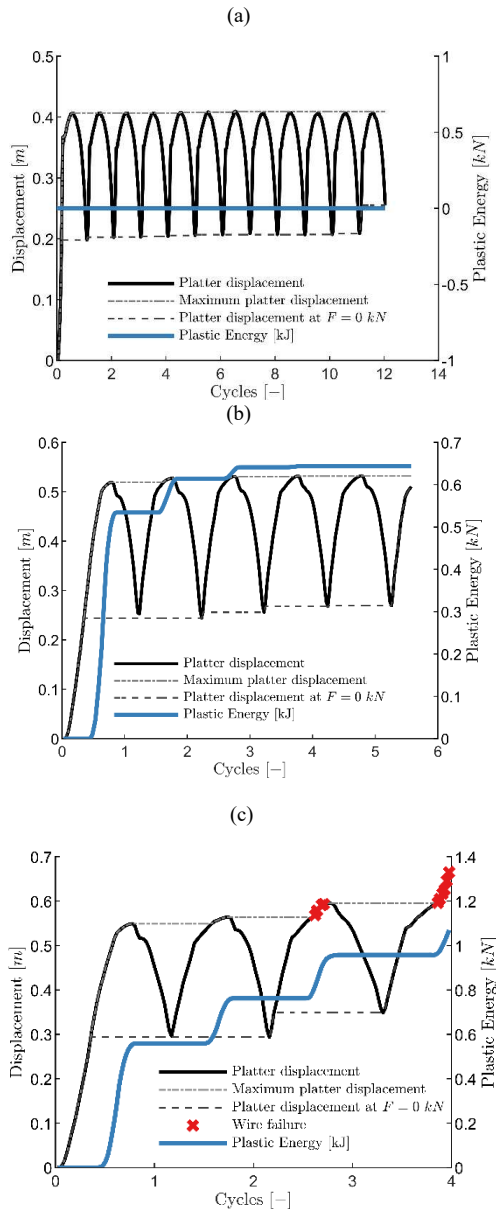 (a)
0.5
0.4
0.3
0.2
0.1
0
Displacement [m]
1
0.5
0
-0.5
-1
Plastic Energy [kN]
Platter displacement
Maximum platter displacement
Platter displacement at F = 0 kN
Plastic Energy [kJ]
0 2 4 6 8 10 12 14
Cycles [−]
(b)
0.6
0.5
0.4
0.3
0.2
0.1
0
Displacement [m]
0.7
0.6
0.5
0.4
0.3
0.2
0.1
0
Plastic Energy [kN]
Platter displacement
Maximum platter displacement
Platter displacement at F = 0 kN
Plastic Energy [kJ]
0 1 2 3 4 5 6
Cycles [−]
(c)
0.7
0.6
0.5
0.4
0.3
0.2
0.1
0
Displacement [m]
1.4
1.2
1
0.8
0.6
0.4
0.2
0
Plastic Energy [kN]
Platter displacement
Maximum platter displacement
Platter displacement at F = 0 kN
Wire failure
Plastic Energy [kJ]
0 1 2 3 4
Cycles [−]